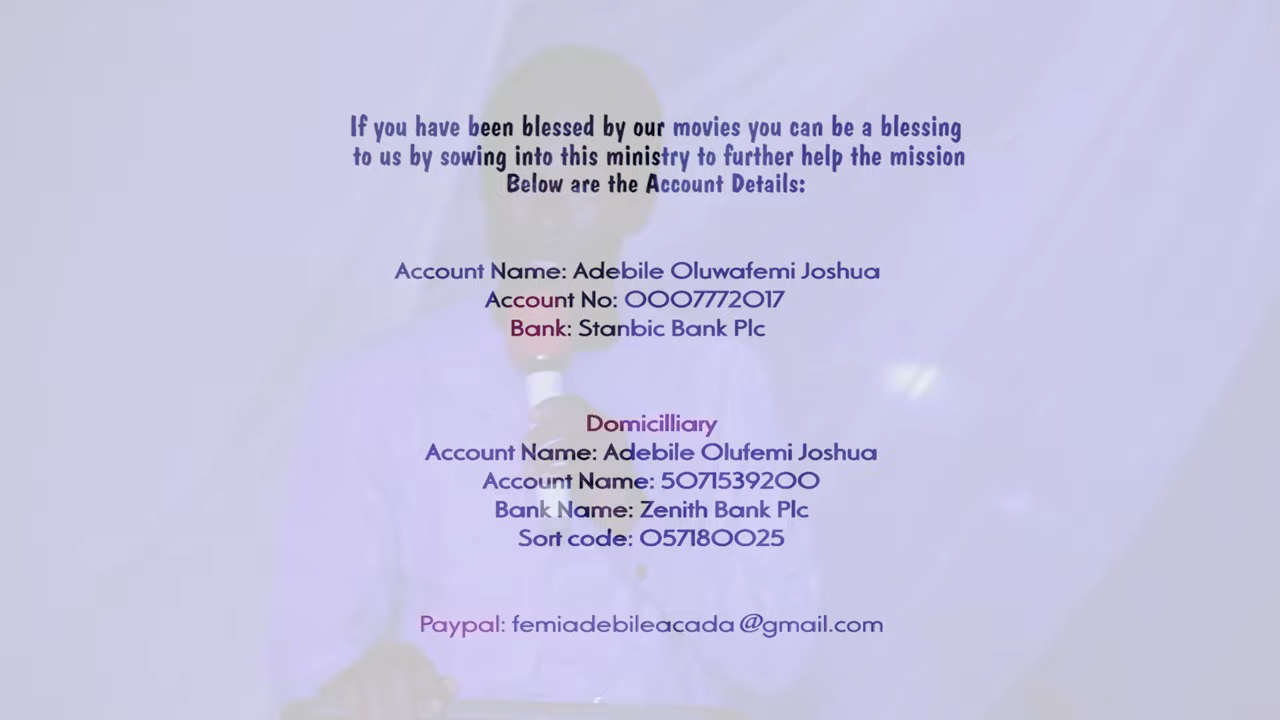 If you have been blessed by our movies you can be a blessing
to us by sowing into this ministry to further help the mission
Below are the Account Details:
Account Name: Adebile Oluwafemi Joshua
Account No: 0007772017
Bank: Stanbic Bank Plc
Domicilliary
Account Name: Adebile Olufemi Joshua
Account Name: 5071539200
Bank Name: Zenith Bank Plc
Sort code: 057180025
Paypal: femiadebileacada@gmail.com